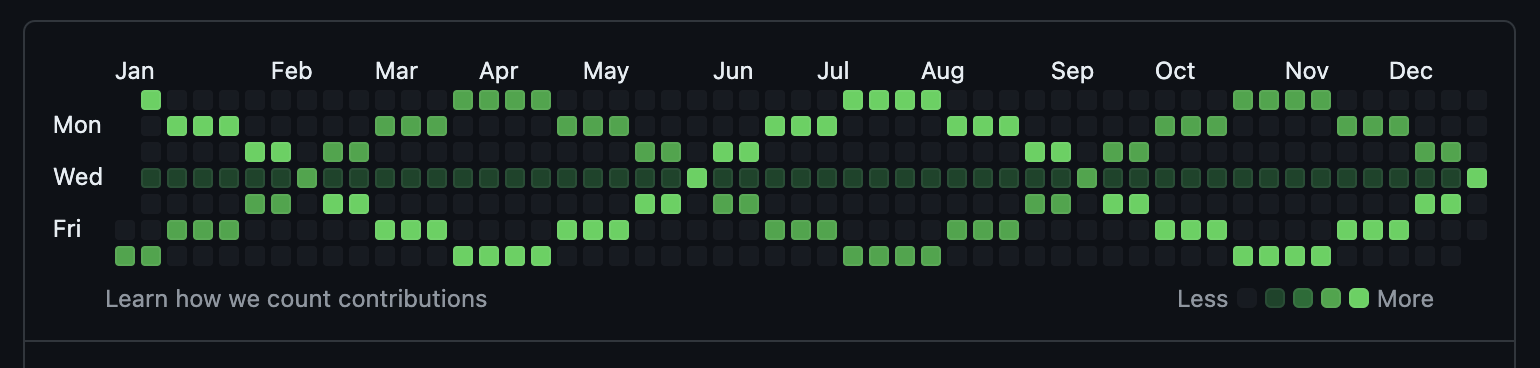 Jan Feb Mar Apr May Jun Jul Aug Sep Oct Nov Dec
Mon
Wed
Fri
Learn how we count contributions Less More